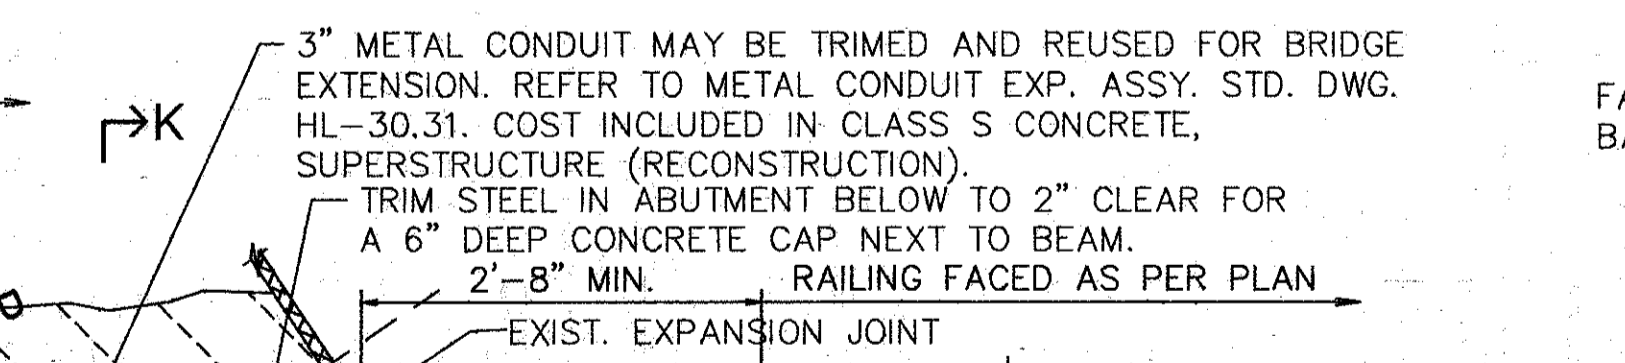 3" METAL CONDUIT MAY BE TRIMED AND REUSED FOR BRIDGE
EXTENSION. REFER TO METAL CONDUIT EXP. ASSY. STD. DWG.
HL-30.31. COST INCLUDED IN CLASS S CONCRETE,
SUPERSTRUCTURE (RECONSTRUCTION).
K
TRIM STEEL IN ABUTMENT BELOW TO 2" CLEAR FOR
A 6" DEEP CONCRETE CAP NEXT TO BEAM.
2'-8" MIN.
RAILING FACED AS PER PLAN
EXIST. EXPANSION JOINT